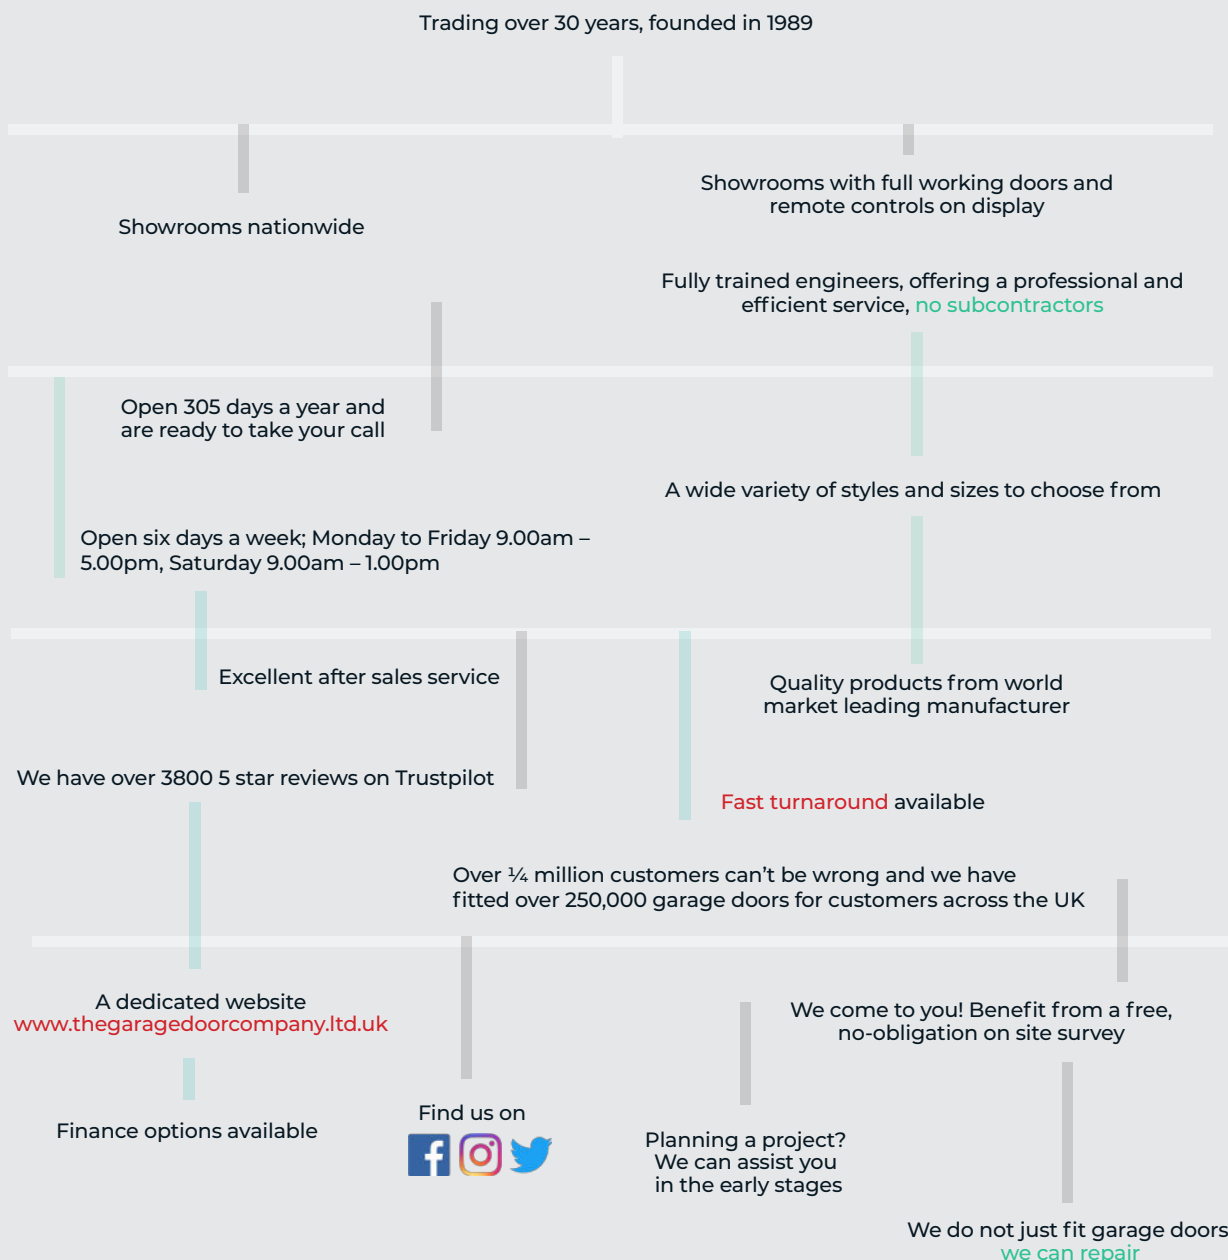 Trading over 30 years, founded in 1989
Showrooms nationwide
Showrooms with full working doors and
remote controls on display
Fully trained engineers, offering a professional and
efficient service, no subcontractors
Open 305 days a year and
are ready to take your call
A wide variety of styles and sizes to choose from
Open six days a week; Monday to Friday 9.00am –
5.00pm, Saturday 9.00am – 1.00pm
Excellent after sales service
Quality products from world
market leading manufacturer
We have over 3800 5 star reviews on Trustpilot
Fast turnaround available
Over ¼ million customers can’t be wrong and we have
fitted over 250,000 garage doors for customers across the UK
A dedicated website
www.thegaragedoorcompany.ltd.uk
We come to you! Benefit from a free,
no-obligation on site survey
Finance options available
Find us on
Planning a project?
We can assist you
in the early stages
We do not just fit garage doors
we can repair